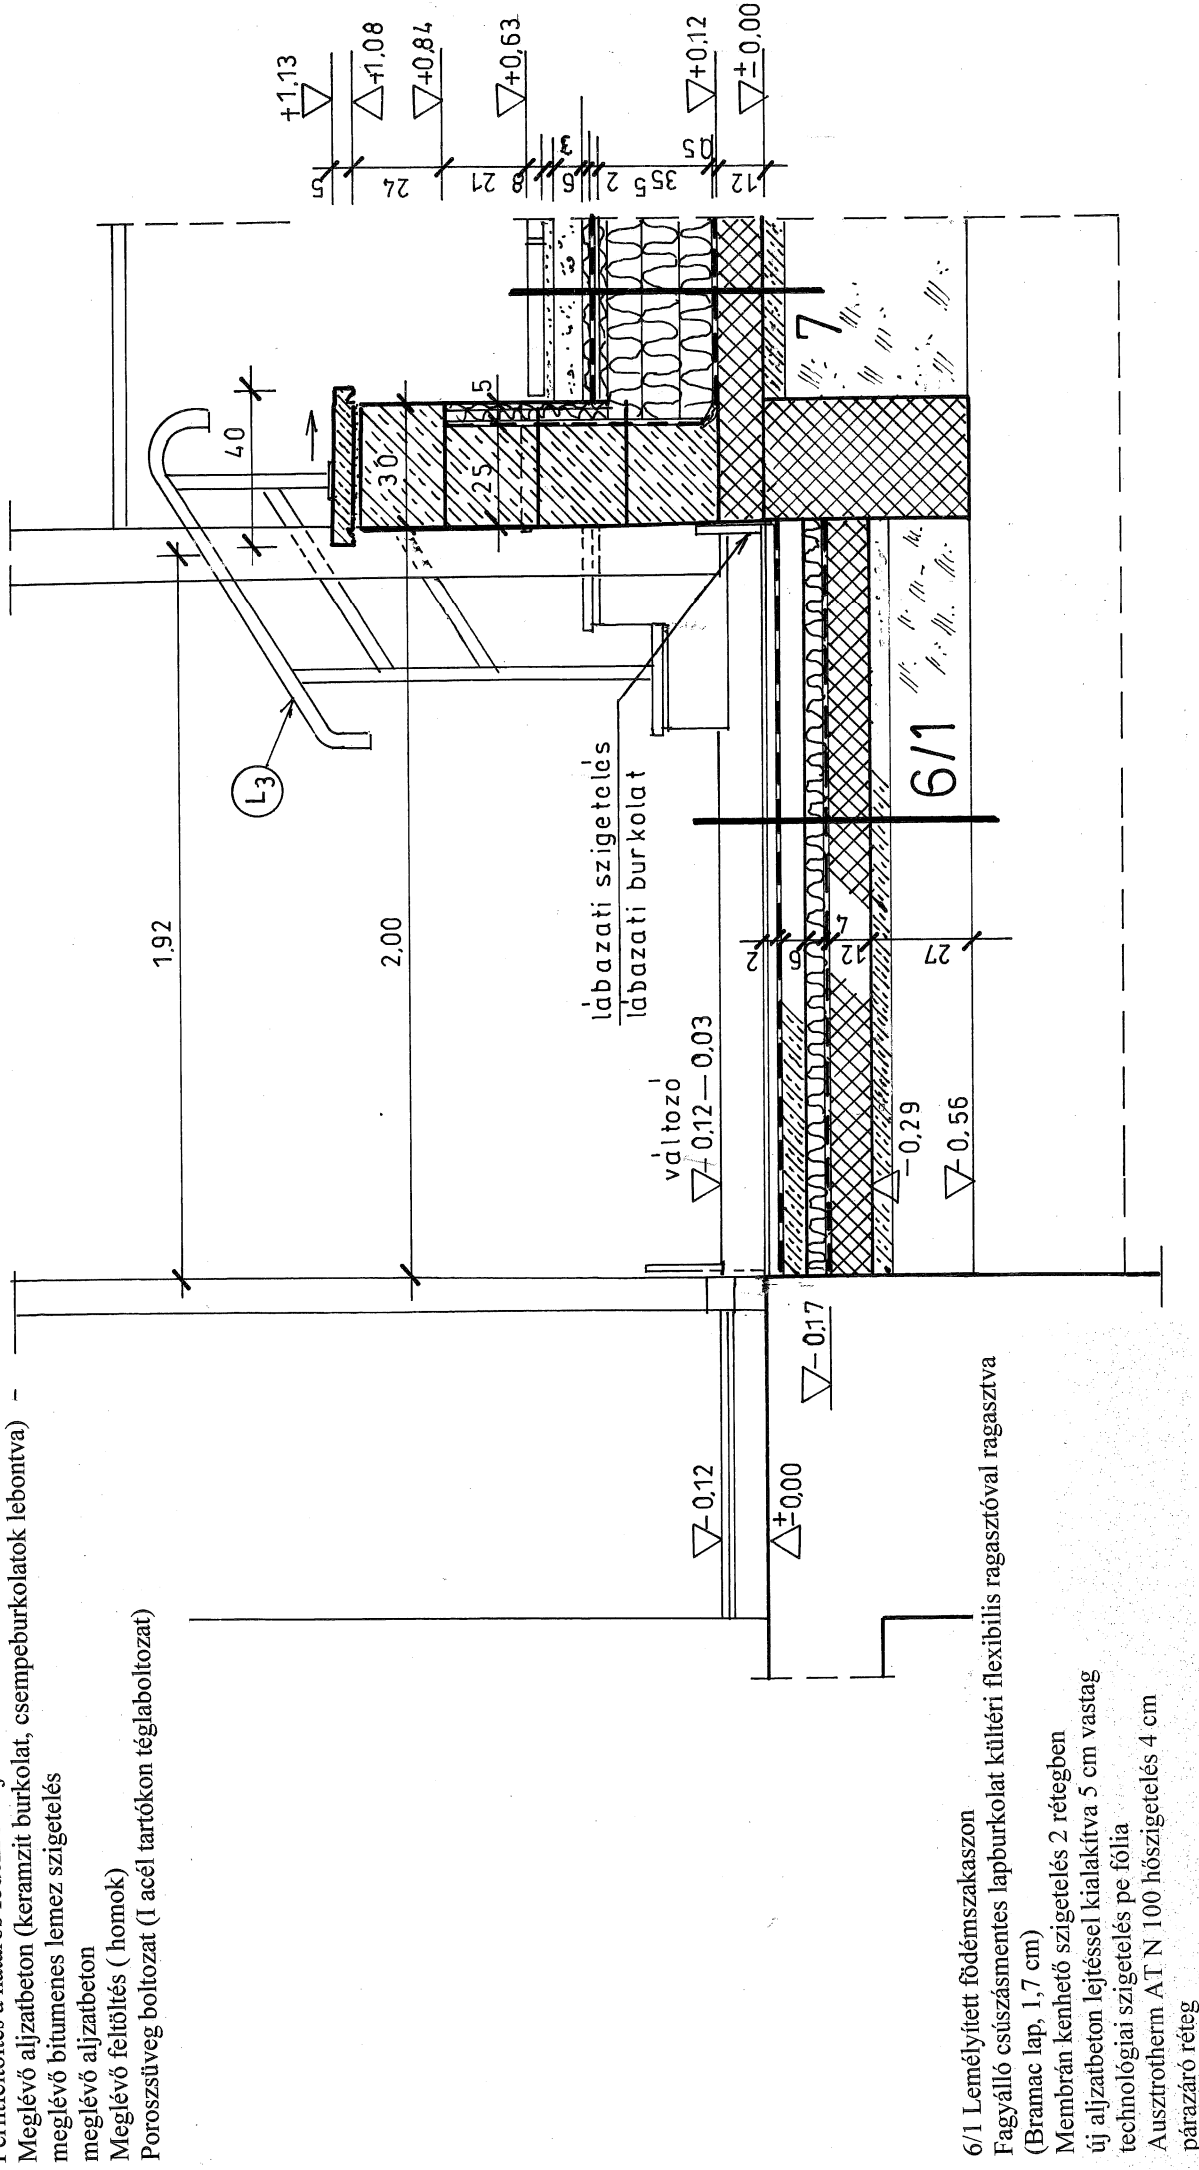 Meglévő aljzatbeton (keramzit burkolat, csempeburkolatok lebontva)
meglévő bitumenes lemez szigetelés
meglévő aljzatbeton
Meglévő feltöltés ( homok)
Poroszsüveg boltozat (I acél tartókon téglaboltozat)
1,92
L3
40
2,00
30
25
5
+1.13
+1,08
+0,84
+0,63
+0,12
±0,00
5
24
21
8
6
3
2
35 5
0,5
12
7
lábazati szigetelés
lábazati burkolat
változó
-0,12-0,03
6/1
2
6
4
12
27
-0,29
-0,56
-0,17
-0,12
±0,00
6/1 Lemélyített födémszakaszon
Fagyálló csúszásmentes lapburkolat kültéri flexibilis ragasztóval ragasztva
(Bramac lap, 1,7 cm)
Membrán kenhető szigetelés 2 rétegben
új aljzatbeton lejtéssel kialakítva 5 cm vastag
technológiai szigetelés pe fólia
Ausztrotherm AT N 100 hőszigetelés 4 cm
párazáró réteg